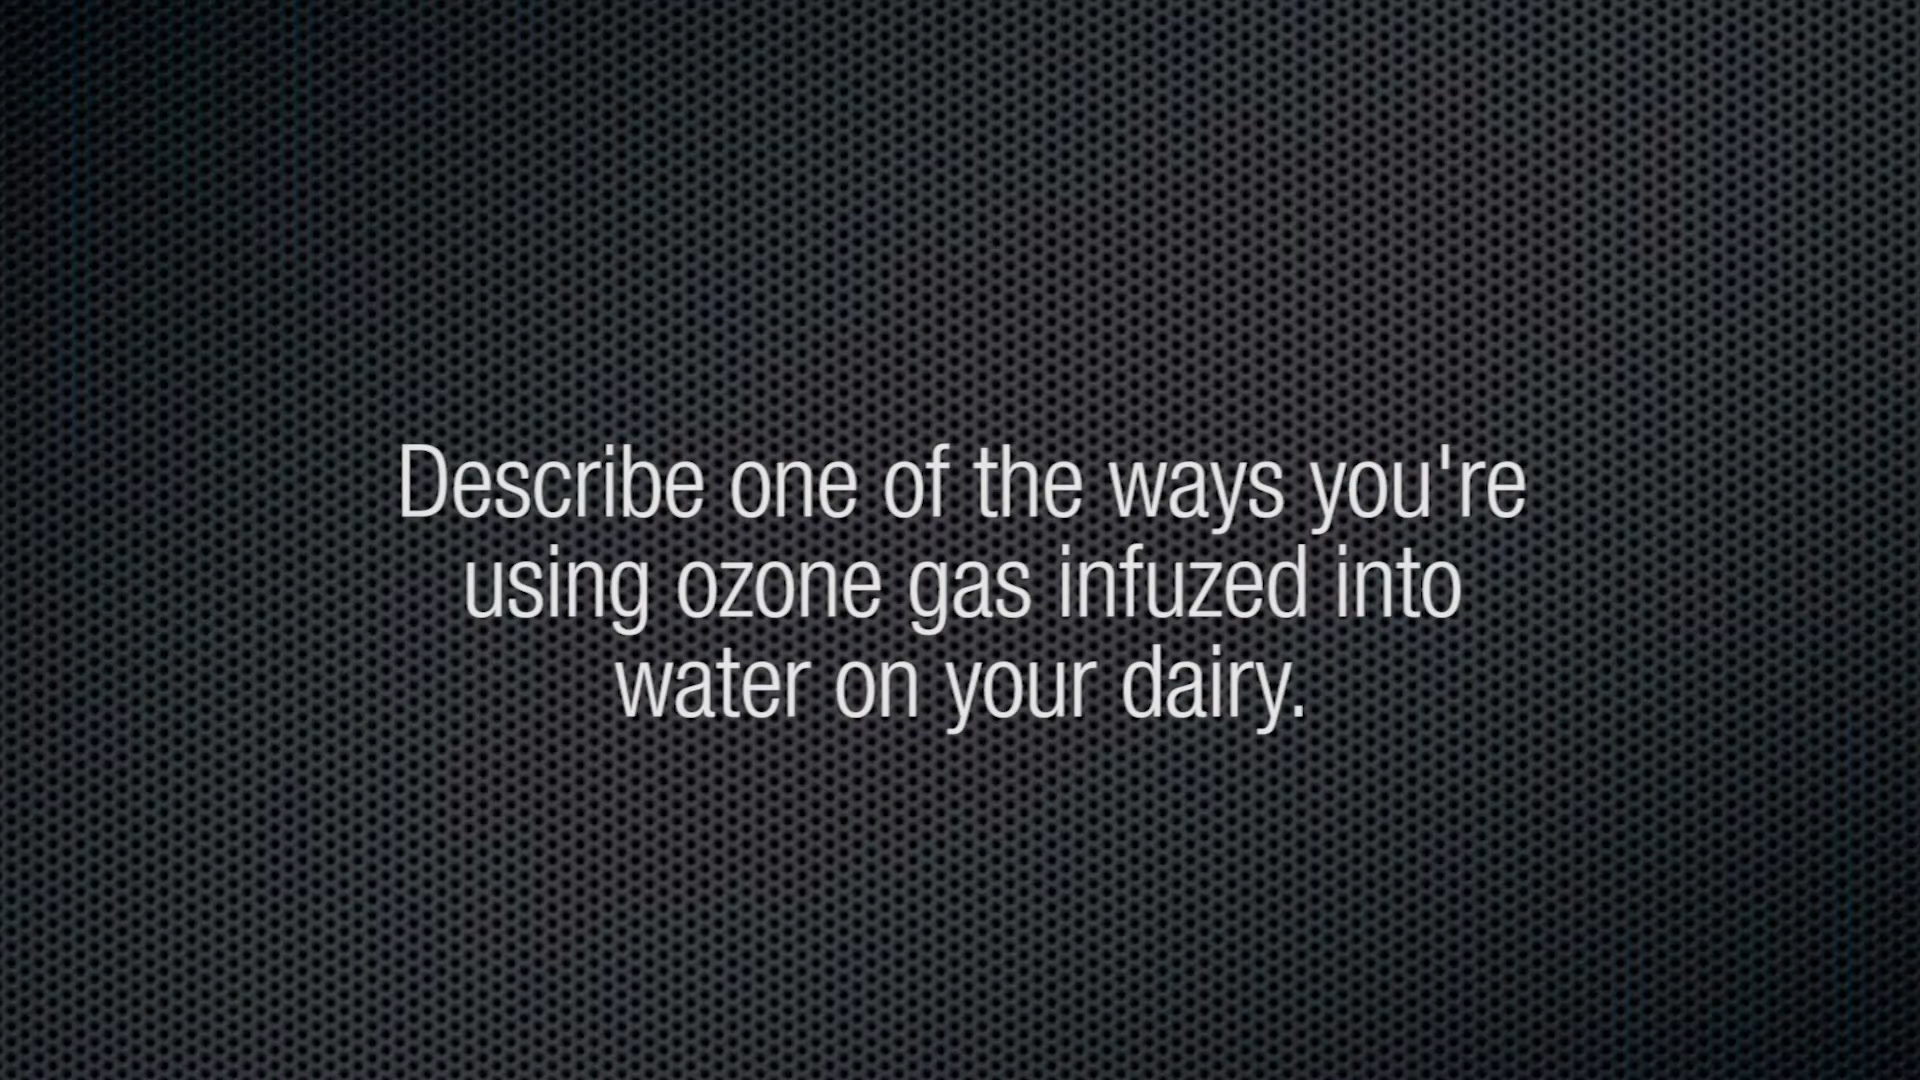 Describe one of the ways you're
using ozone gas infuzed into
water on your dairy.